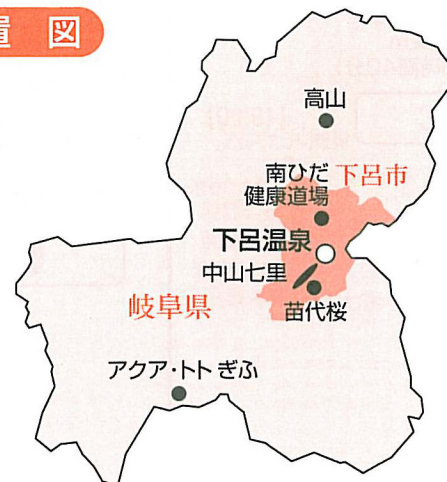 置 図
高山
南ひだ
健康道場
下呂市
下呂温泉
中山七里
苗代桜
岐阜県
アクア・トト ぎふ